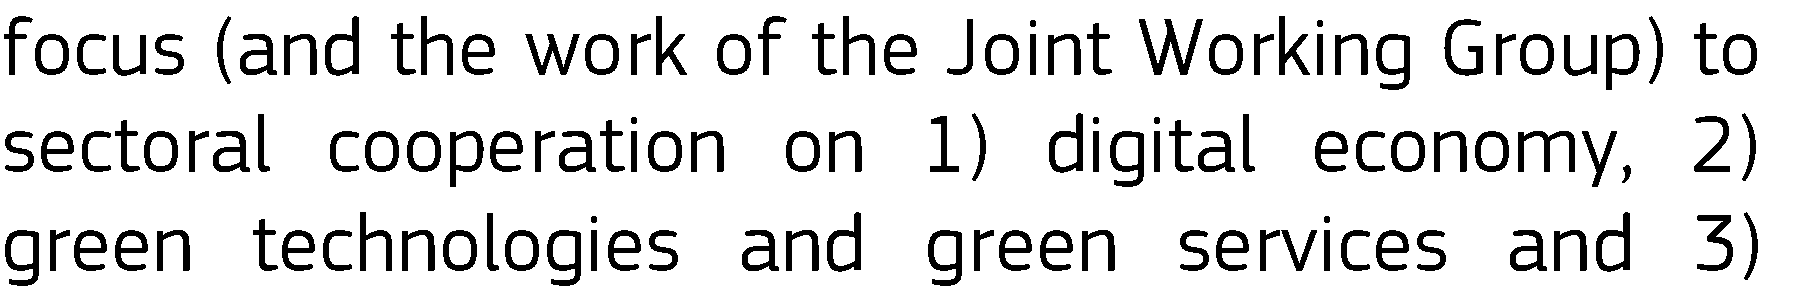 focus (and the work of the Joint Working Group) to
sectoral cooperation on 1) digital economy, 2)
green technologies and green services and 3)